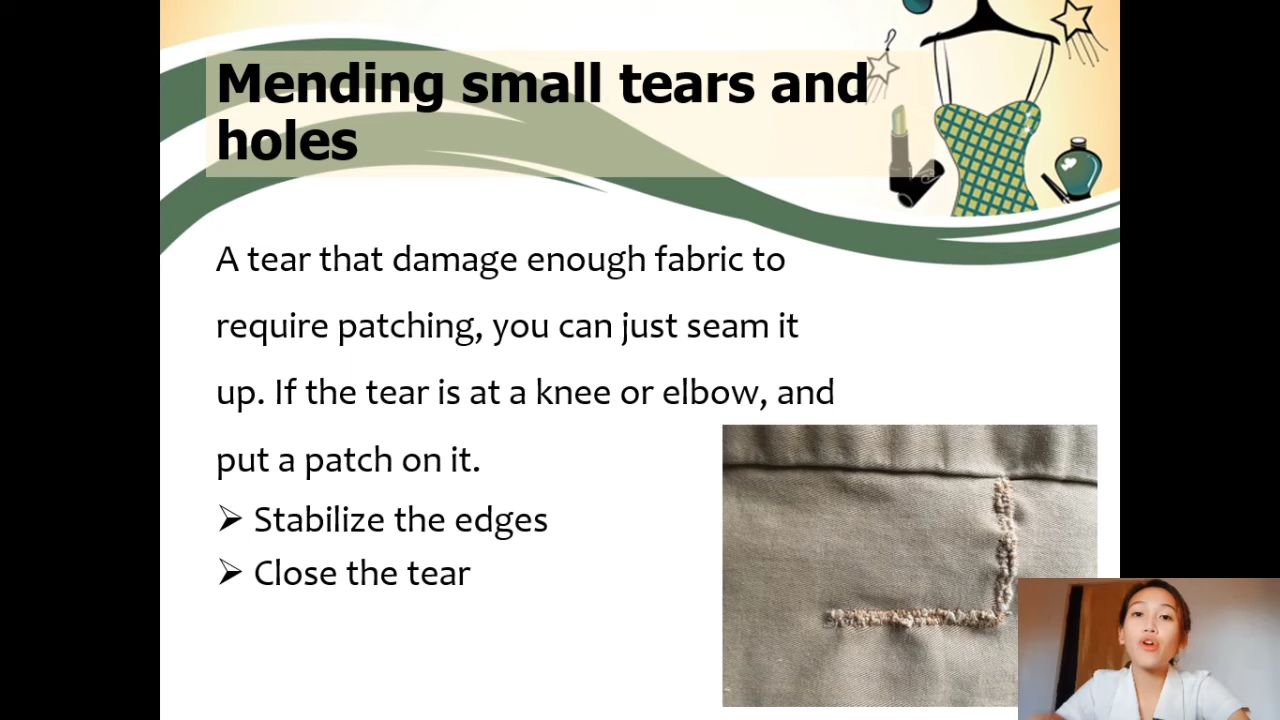 Mending small tears and
holes
A tear that damage enough fabric to
require patching, you can just seam it
up. If the tear is at a knee or elbow, and
put a patch on it.
➢ Stabilize the edges
➢ Close the tear